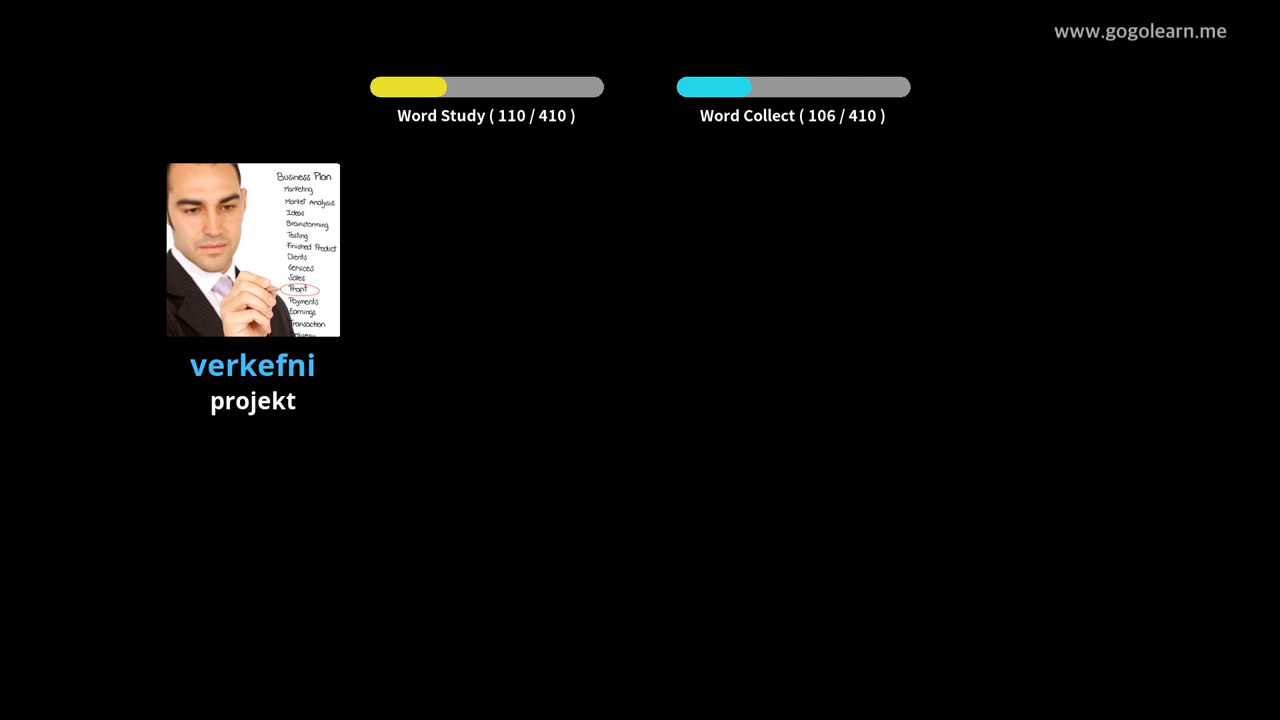 www.gogolearn.me
Word Study ( 110 / 410 )
Word Collect ( 106 / 410 )
Business Plan
Marketing
Market Analysis
Ideas
Brainstorming
Testing
Finished Product
Clients
Services
Sales
Profit
Payments
Earnings
Transaction
verkefni
projekt